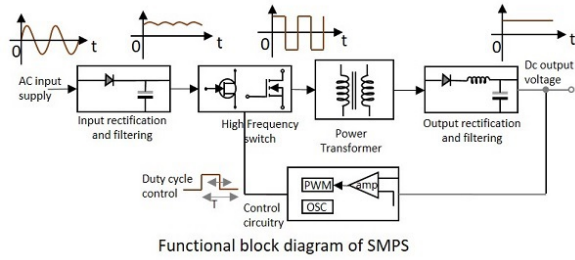 0
t
0
t
0
t
0
t
AC input
supply
Dc output
voltage
Input rectification
and filtering
High Frequency
switch
Power
Transformer
Output rectification
and filtering
Duty cycle
control
T
Control
circuitry
PWM
amp
OSC
Functional block diagram of SMPS